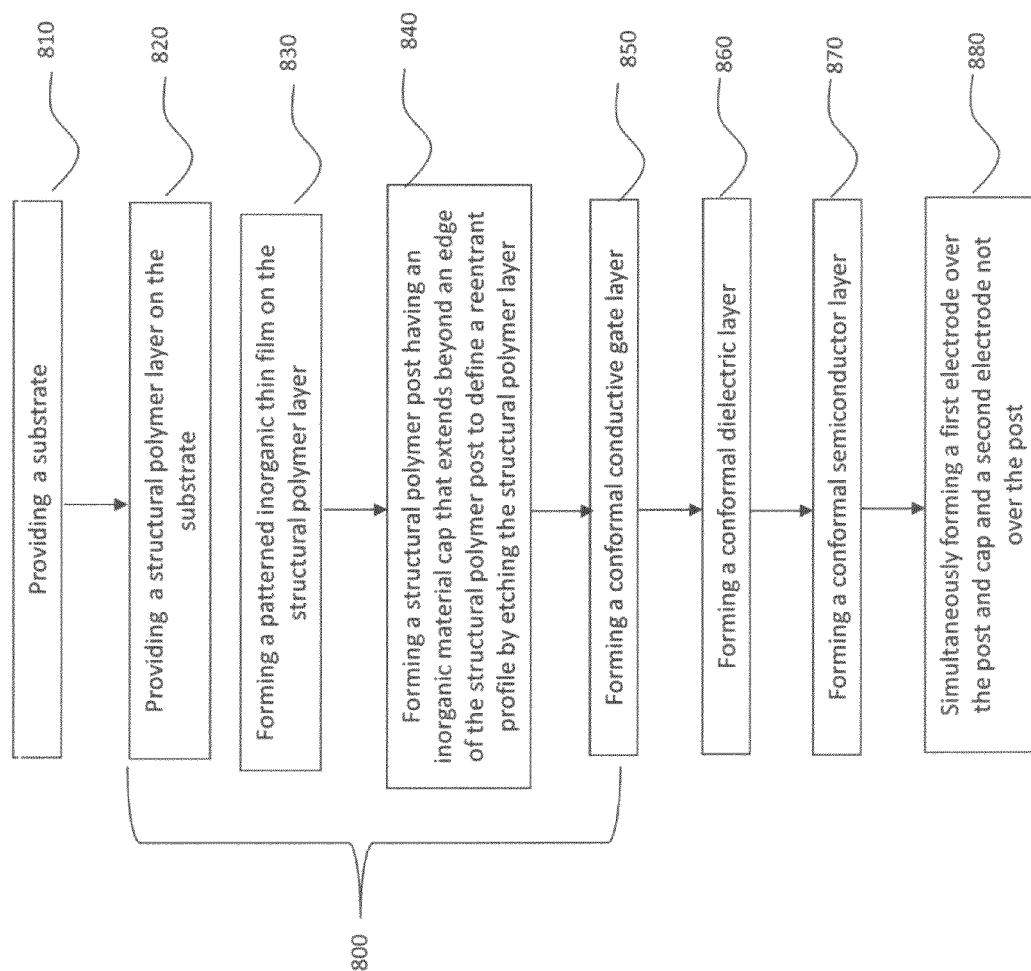 Providing a substrate
810
Providing a structural polymer layer on the
substrate
820
Forming a patterned inorganic thin film on the
structural polymer layer
830
Forming a structural polymer post having an
inorganic material cap that extends beyond an edge
of the structural polymer post to define a reentrant
profile by etching the structural polymer layer
840
Forming a conformal conductive gate layer
850
800
Forming a conformal dielectric layer
860
Forming a conformal semiconductor layer
870
Simultaneously forming a first electrode over
the post and cap and a second electrode not
over the post
880